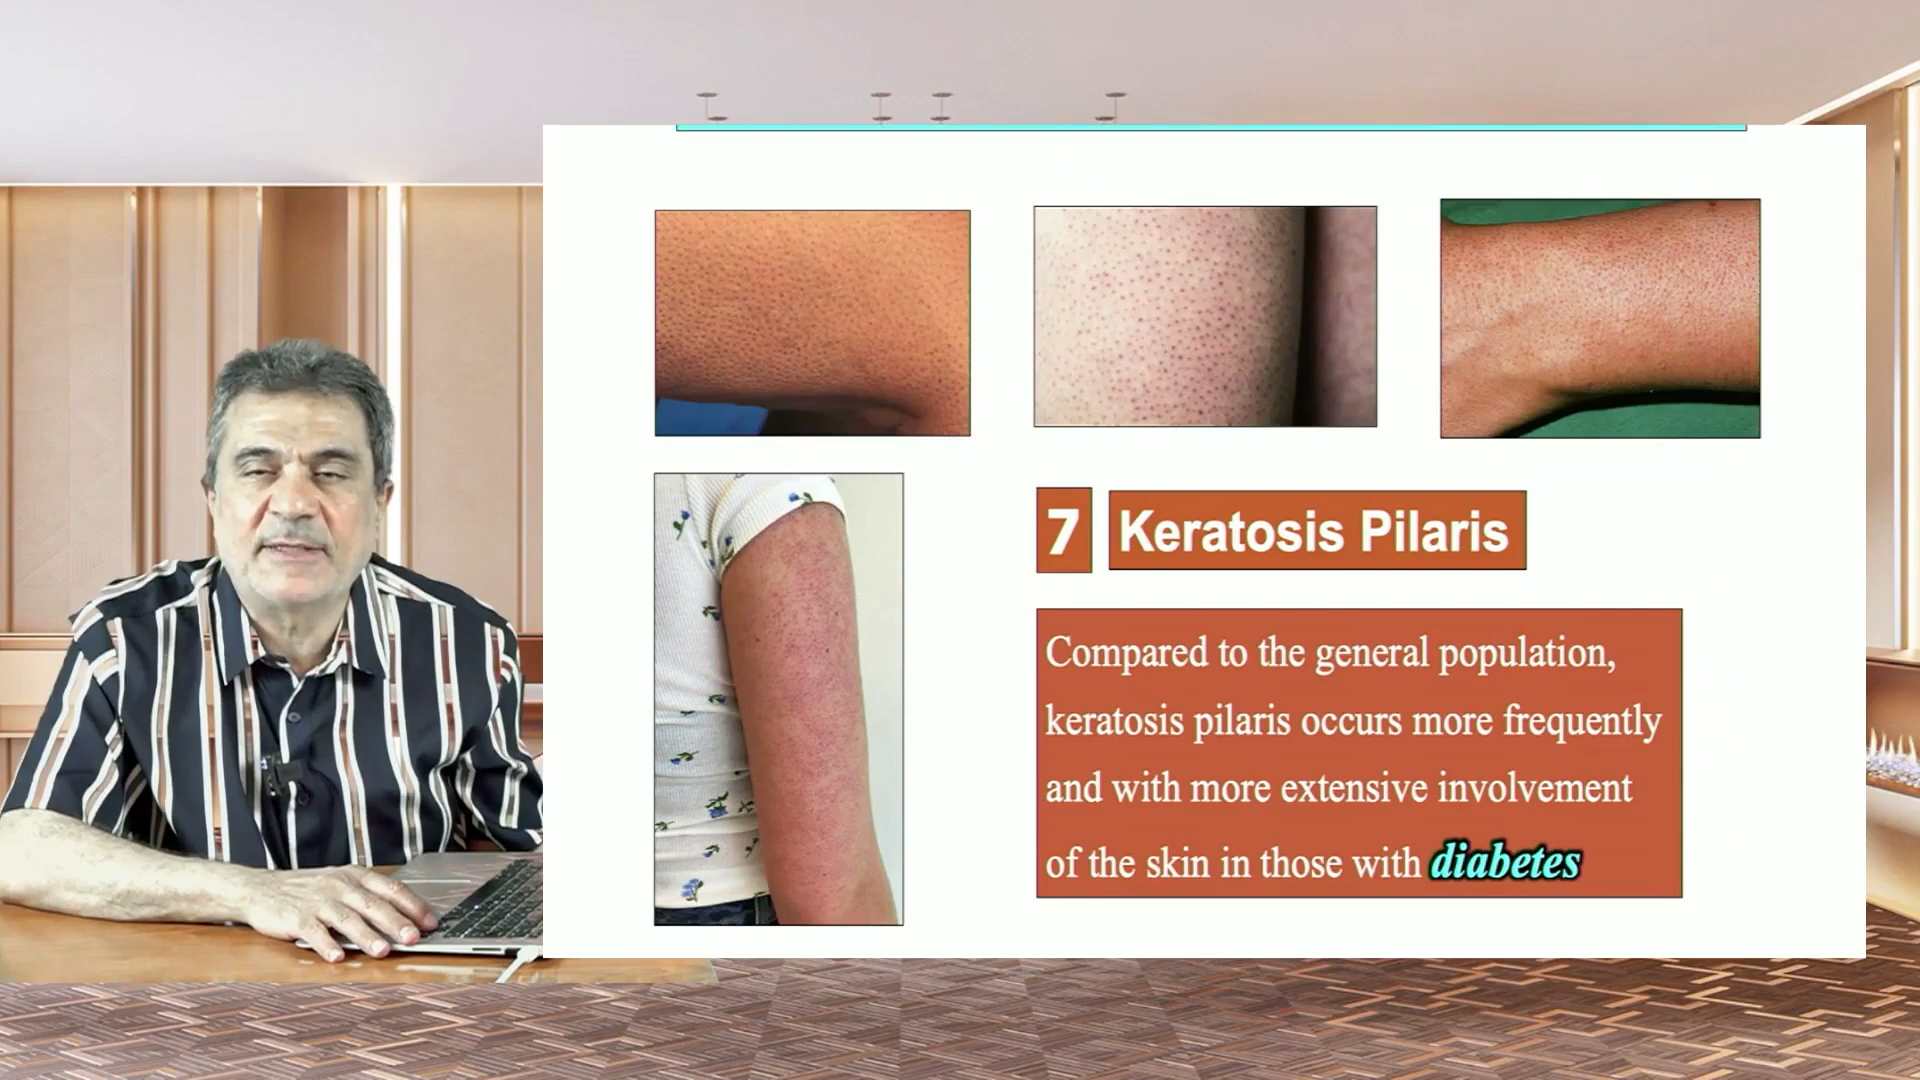 7 Keratosis Pilaris
Compared to the general population,
keratosis pilaris occurs more frequently
and with more extensive involvement
of the skin in those with diabetes